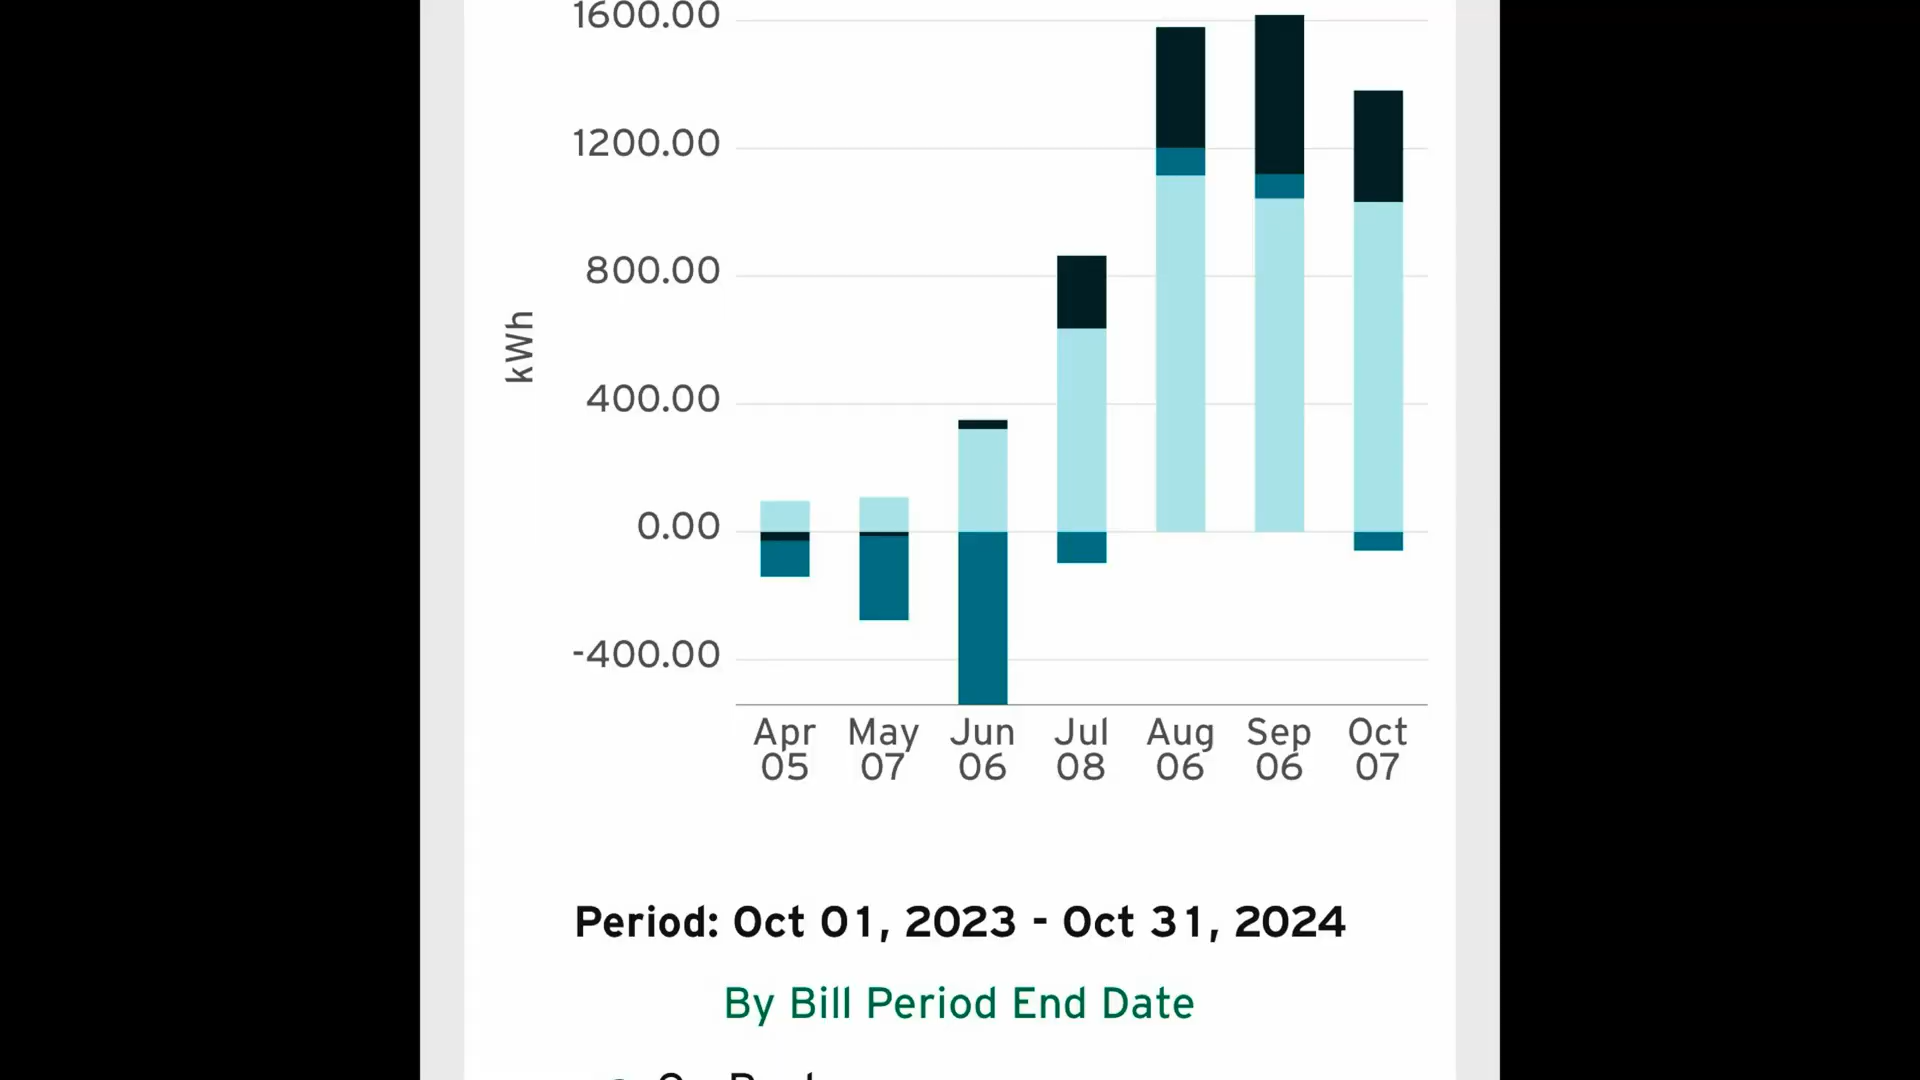 1600.00
1200.00
800.00
400.00
0.00
-400.00
kWh
Apr 05
May 07
Jun 06
Jul 08
Aug 06
Sep 06
Oct 07
Period: Oct 01, 2023 - Oct 31, 2024
By Bill Period End Date